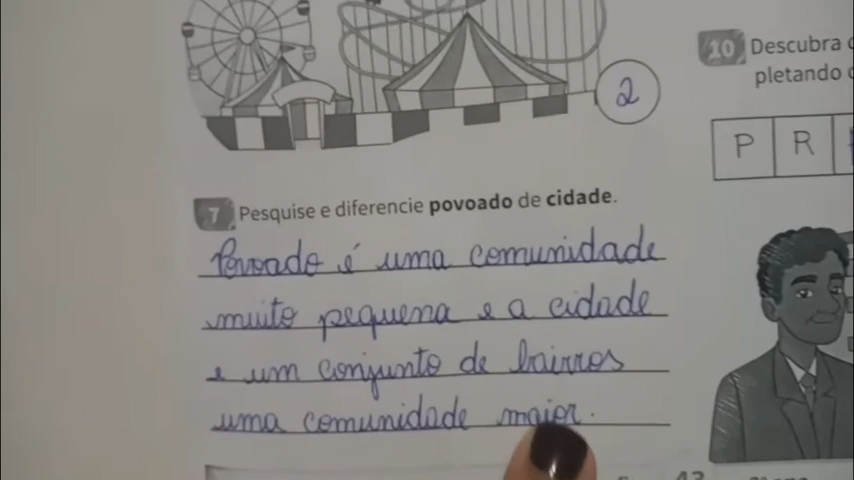 2
10 Descubra
pletando
P R
7 Pesquise e diferencie povoado de cidade.
Povoado é uma comunidade
muito pequena e a cidade
e um conjunto de bairros
uma comunidade maior.